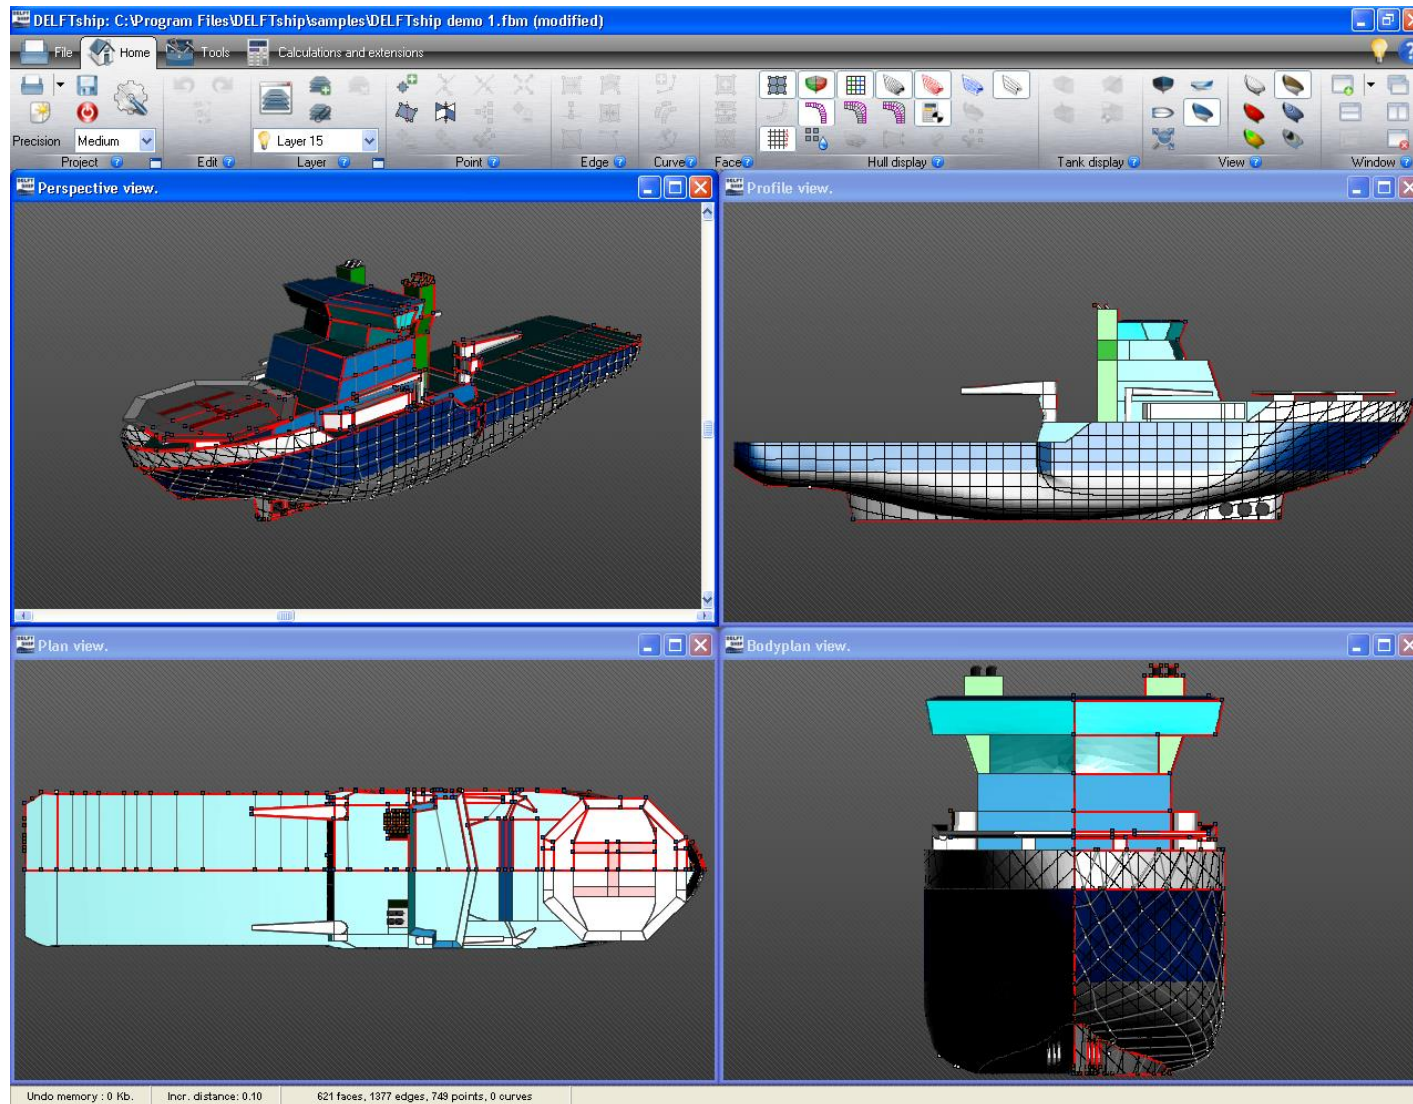 DELFTship: C:\Program Files\DELFTship\samples\DELFTship demo 1.fbm (modified)
File Home Tools Calculations and extensions
Precision Medium Layer 15
Project Edit Layer Point Edge Curve Face Hull display Tank display View Window
Perspective view.
Profile view.
Plan view.
Bodyplan view.
Undo memory : 0 Kb. Incr. distance: 0.10 621 faces, 1377 edges, 749 points, 0 curves